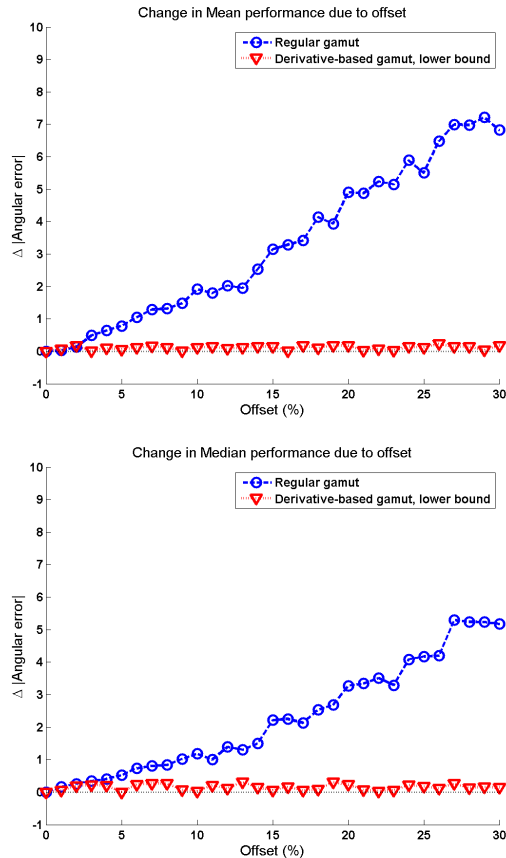 Change in Mean performance due to offset
10
9
8
7
6
5
4
3
2
1
0
-1
Δ |Angular error|
Regular gamut
Derivative-based gamut, lower bound
0 5 10 15 20 25 30
Offset (%)
Change in Median performance due to offset
10
9
8
7
6
5
4
3
2
1
0
-1
Δ |Angular error|
Regular gamut
Derivative-based gamut, lower bound
0 5 10 15 20 25 30
Offset (%)